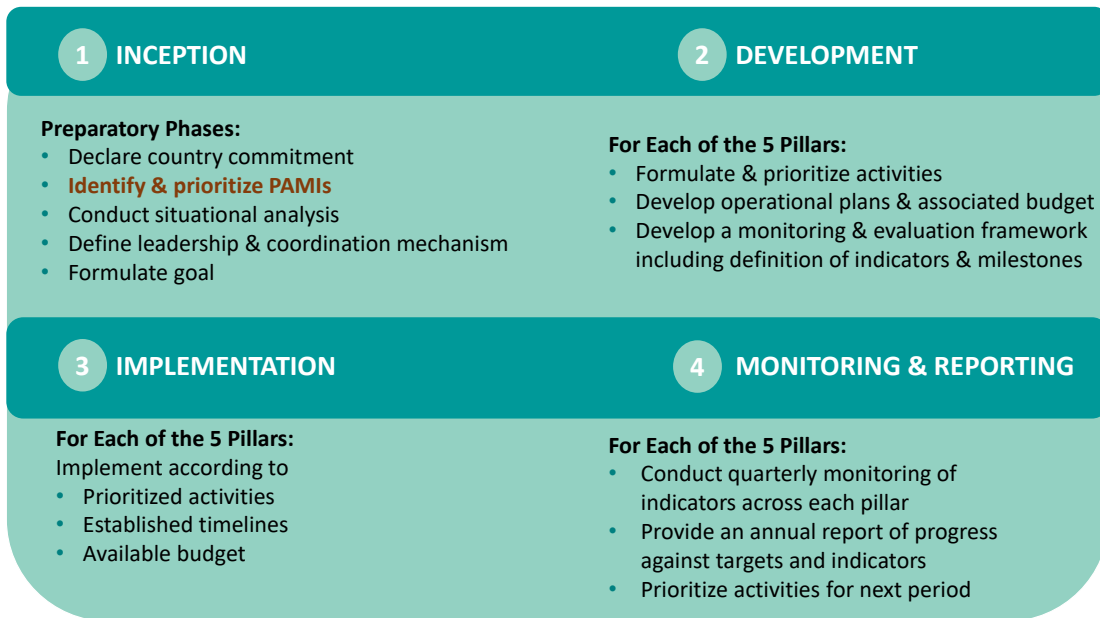 1 INCEPTION
Preparatory Phases:
• Declare country commitment
• Identify & prioritize PAMIs
• Conduct situational analysis
• Define leadership & coordination mechanism
• Formulate goal
2 DEVELOPMENT
For Each of the 5 Pillars:
• Formulate & prioritize activities
• Develop operational plans & associated budget
• Develop a monitoring & evaluation framework
including definition of indicators & milestones
3 IMPLEMENTATION
For Each of the 5 Pillars:
Implement according to
• Prioritized activities
• Established timelines
• Available budget
4 MONITORING & REPORTING
For Each of the 5 Pillars:
• Conduct quarterly monitoring of
indicators across each pillar
• Provide an annual report of progress
against targets and indicators
• Prioritize activities for next period